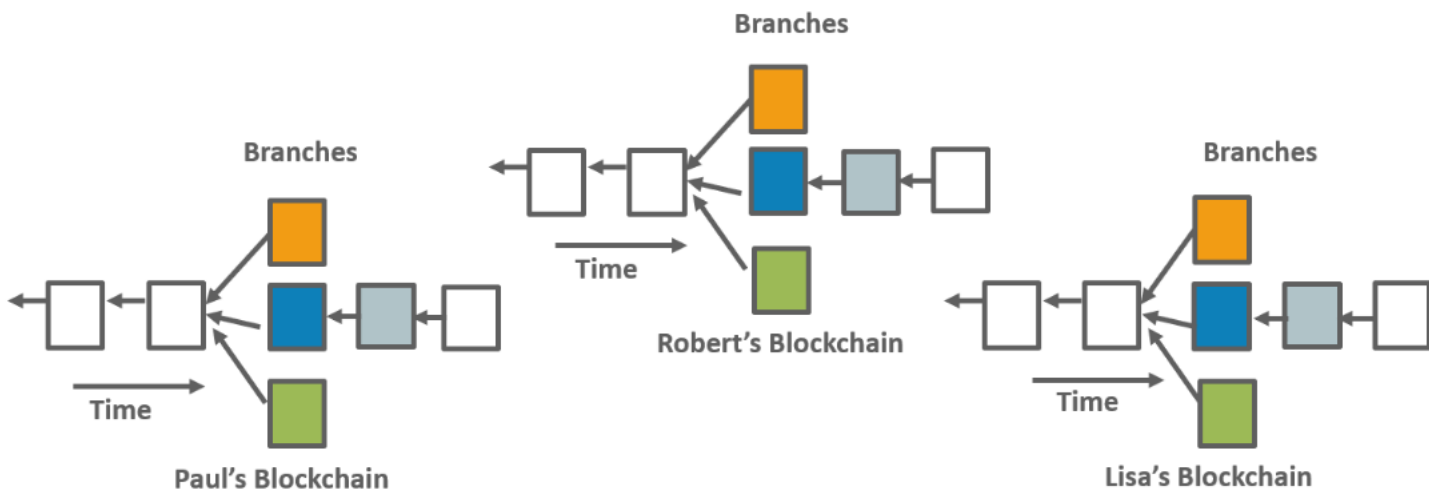 Branches
Time
Paul's Blockchain
Branches
Time
Robert's Blockchain
Branches
Time
Lisa's Blockchain